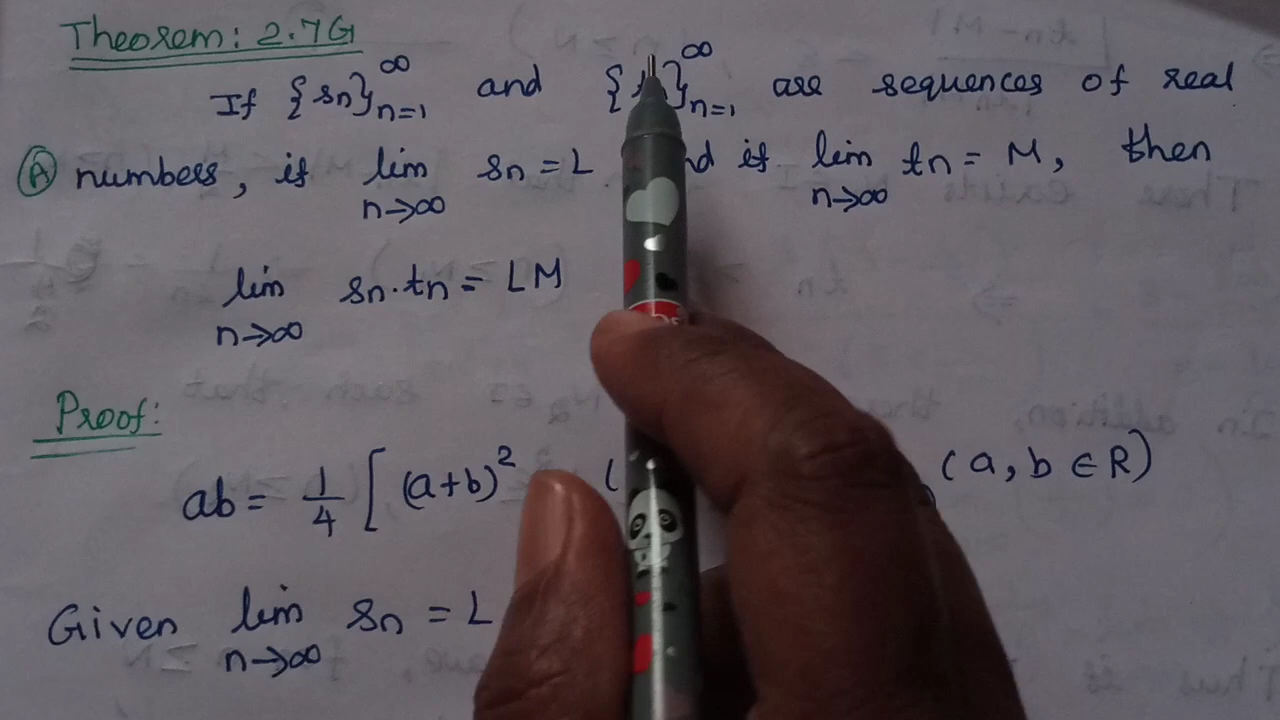 Theorem: 2.7G
If {sn}∞n=1 and { }∞n=1 are sequences of real
Ⓐ numbers, if lim n→∞ sn = L if lim n→∞ tn = M, then
lim n→∞ sn.tn = LM
Proof:
ab = 1/4 [ (a+b)² ( (a, b ∈ R)
Given lim n→∞ sn = L